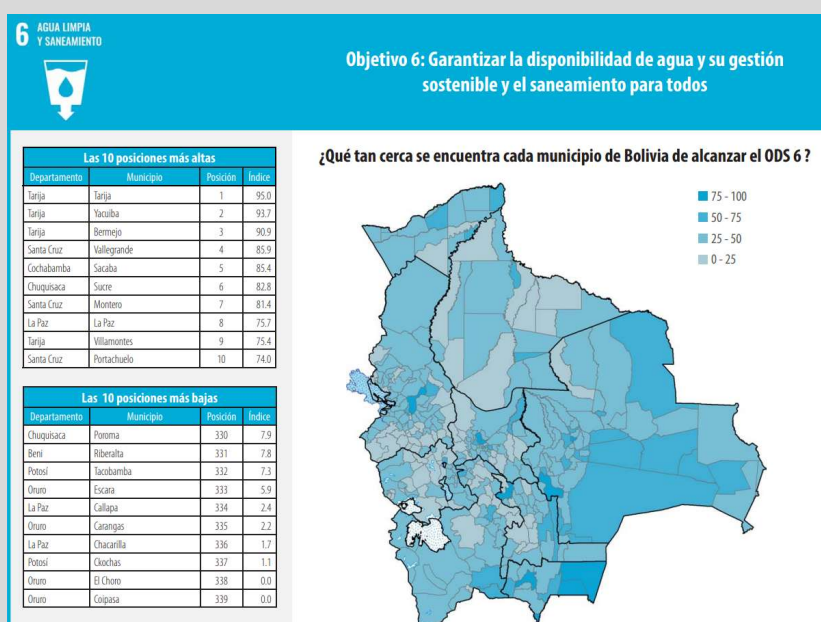 6 AGUA LIMPIA
Y SANEAMIENTO
Objetivo 6: Garantizar la disponibilidad de agua y su gestión
sostenible y el saneamiento para todos
Las 10 posiciones más altas
Departamento Municipio Posición Índice
Tarija Tarija 1 95.0
Tarija Yacuiba 2 93.7
Tarija Bermejo 3 90.9
Santa Cruz Vallegrande 4 85.9
Cochabamba Sacaba 5 85.4
Chuquisaca Sucre 6 82.8
Santa Cruz Montero 7 81.4
La Paz La Paz 8 75.7
Tarija Villamontes 9 75.4
Santa Cruz Portachuelo 10 74.0
Las 10 posiciones más bajas
Departamento Municipio Posición Índice
Chuquisaca Poroma 330 7.9
Beni Riberalta 331 7.8
Potosí Tacobamba 332 7.3
Oruro Escara 333 5.9
La Paz Callapa 334 2.4
Oruro Carangas 335 2.2
La Paz Chacarilla 336 1.7
Potosí Ckochas 337 1.1
Oruro El Choro 338 0.0
Oruro Coipasa 339 0.0
¿Qué tan cerca se encuentra cada municipio de Bolivia de alcanzar el ODS 6 ?
75 - 100
50 - 75
25 - 50
0 - 25